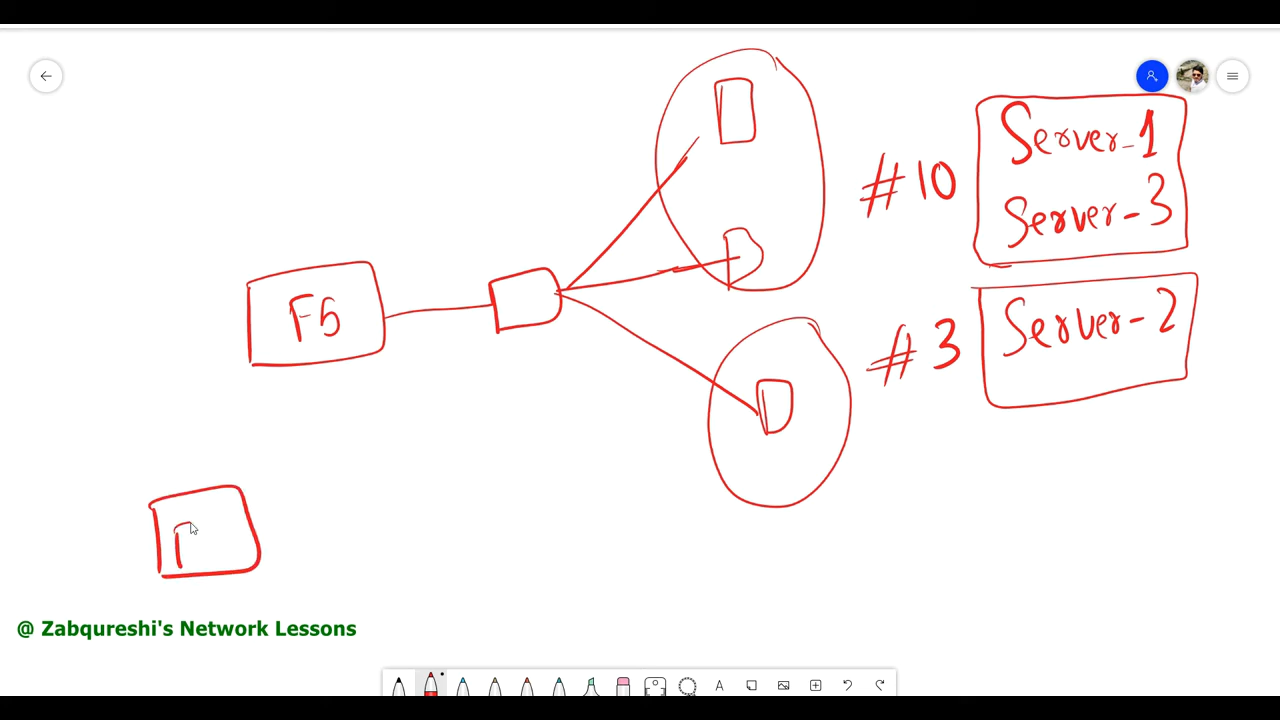 #10
Server-1
Server-3
F5
#3
Server-2
@ Zabqureshi's Network Lessons
A